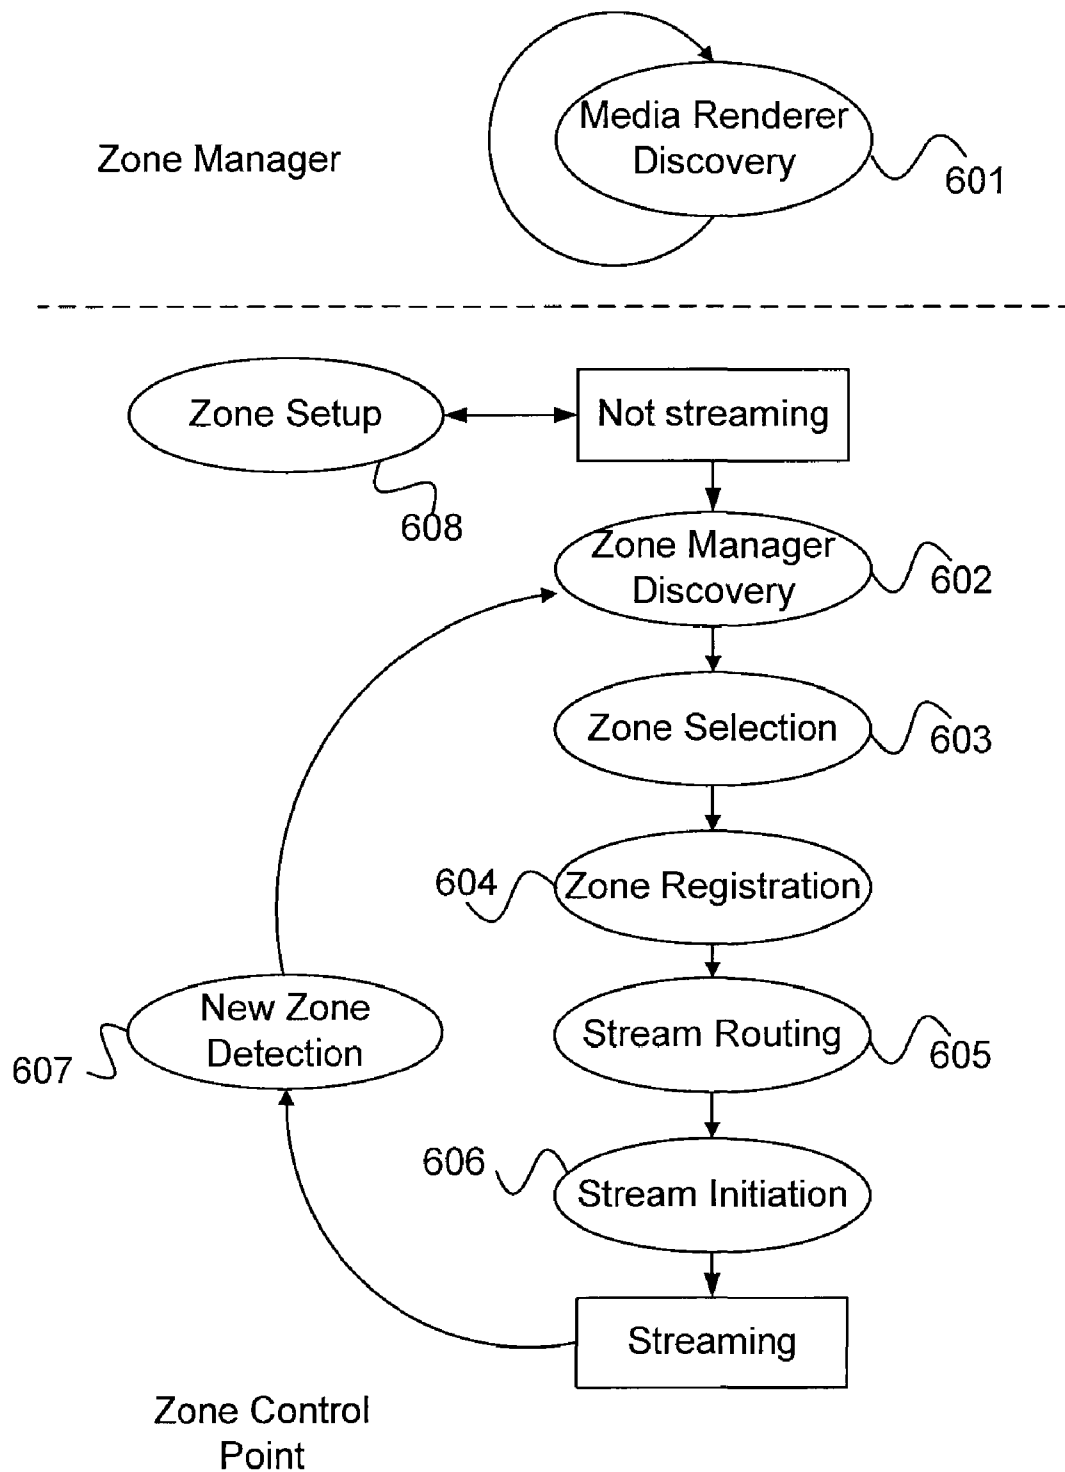 Media Renderer
Discovery
Zone Manager
601
Zone Setup
Not streaming
608
Zone Manager
Discovery
602
Zone Selection
603
604
Zone Registration
New Zone
Detection
607
Stream Routing
605
606
Stream Initiation
Streaming
Zone Control
Point